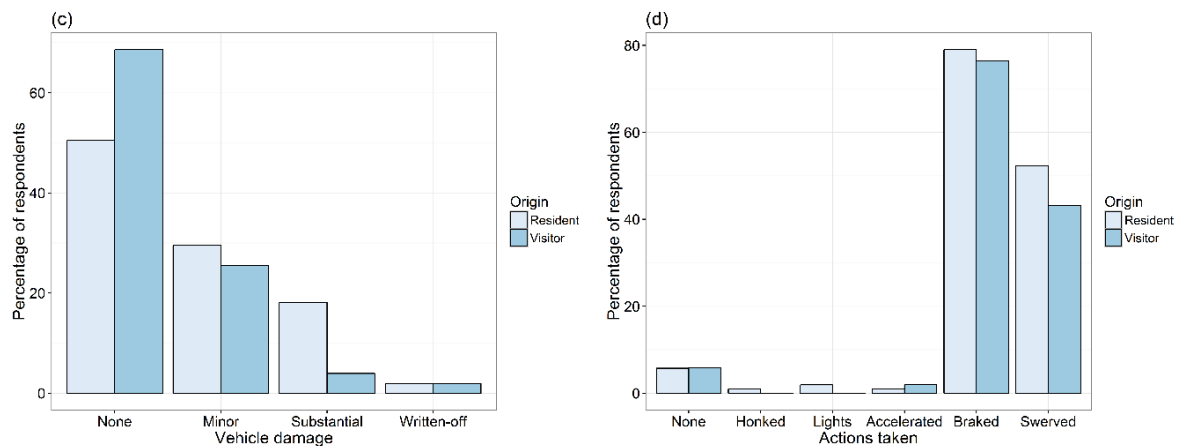 (c)
Percentage of respondents
60
40
20
0
None Minor Substantial Written-off
Vehicle damage
Origin
Resident
Visitor
(d)
Percentage of respondents
80
60
40
20
0
None Honked Lights Accelerated Braked Swerved
Actions taken
Origin
Resident
Visitor